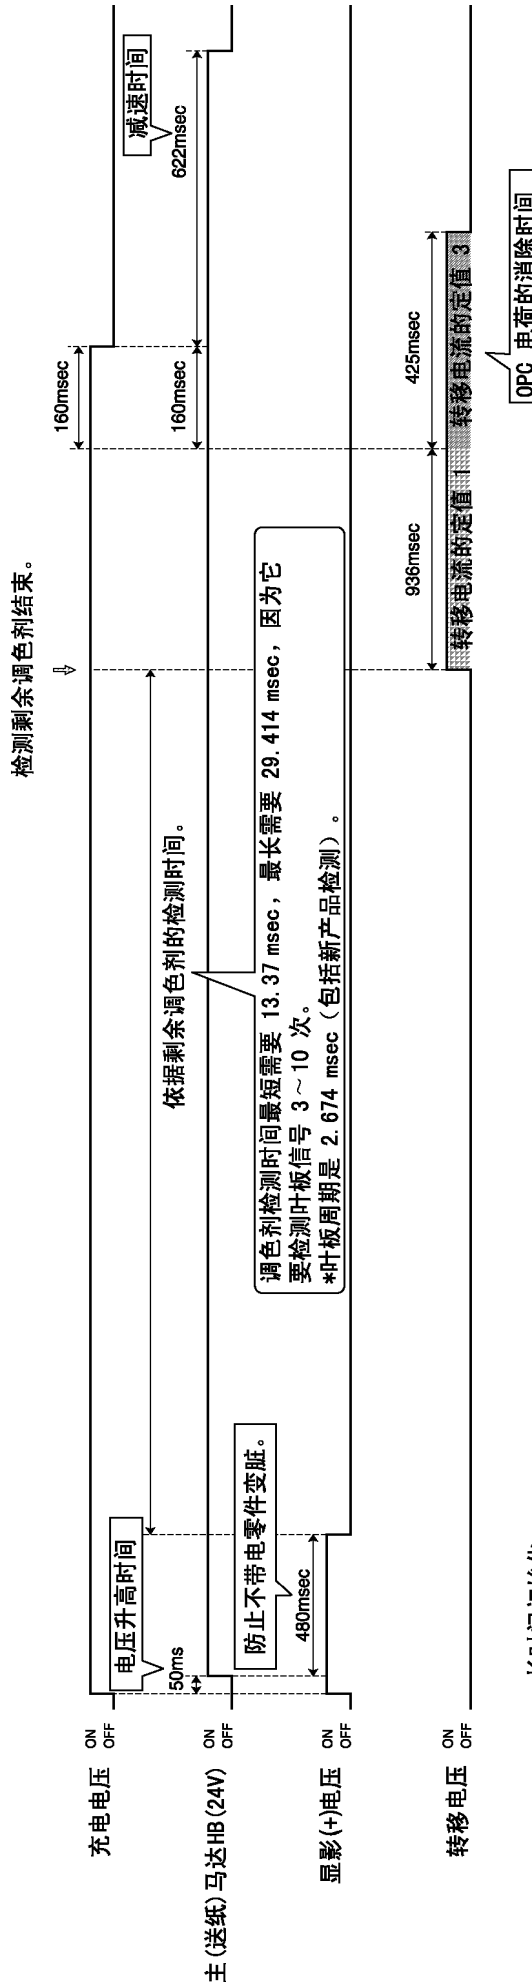 检测剩余调色剂结束。
充电电压
ON
OFF
电压升高时间
50ms
依据剩余调色剂的检测时间。
160msec
减速时间
主(送纸)马达HB(24V)
ON
OFF
160msec
622msec
防止不带电零件变脏。
480msec
调色剂检测时间最短需要 13.37 msec, 最长需要 29.414 msec, 因为它
要检测叶板信号 3～10 次。
*叶板周期是 2.674 msec(包括新产品检测)。
显影(+)电压
ON
OFF
936msec
425msec
转移电压
ON
OFF
转移电流的定值 1
转移电流的定值 3
OPC 电荷的消除时间